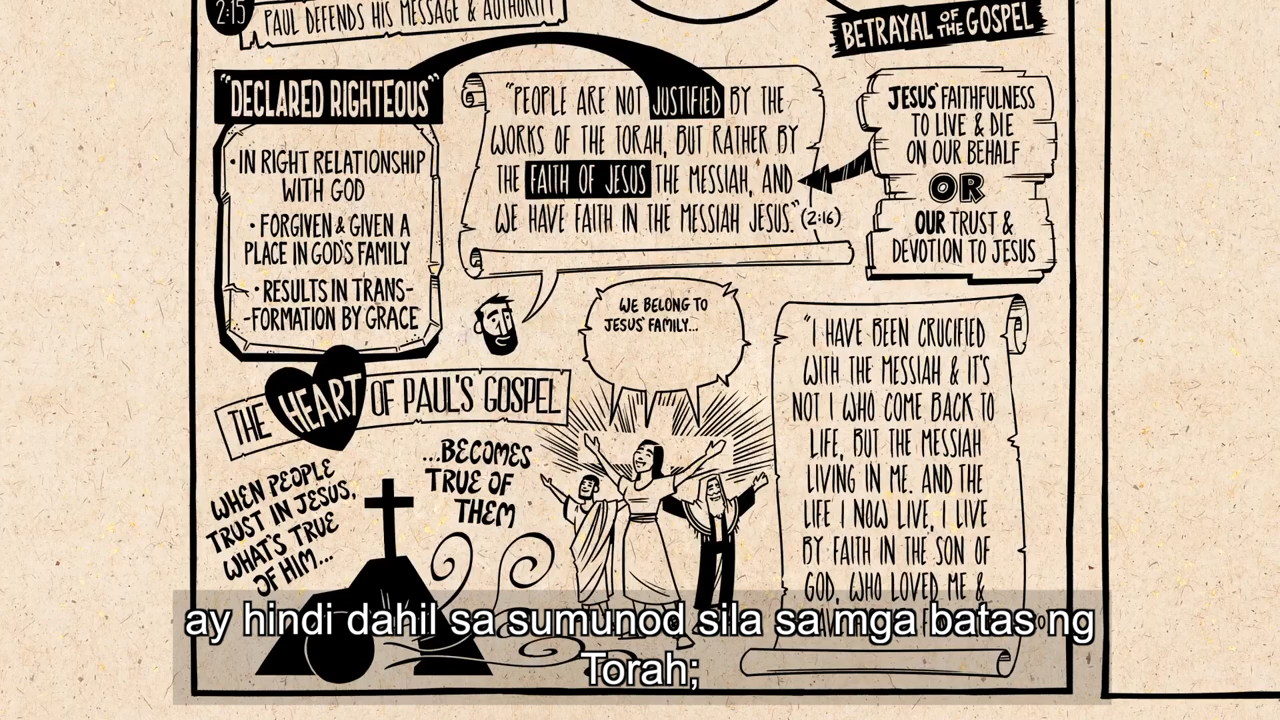 2:15
PAUL DEFENDS HIS MESSAGE & AUTHORITY
BETRAYAL OF THE GOSPEL
"DECLARED RIGHTEOUS"
• IN RIGHT RELATIONSHIP
WITH GOD
• FORGIVEN & GIVEN A
PLACE IN GOD'S FAMILY
• RESULTS IN TRANS-
-FORMATION BY GRACE
"PEOPLE ARE NOT JUSTIFIED BY THE
WORKS OF THE TORAH, BUT RATHER BY
THE FAITH OF JESUS THE MESSIAH, AND
WE HAVE FAITH IN THE MESSIAH JESUS." (2:16)
JESUS' FAITHFULNESS
TO LIVE & DIE
ON OUR BEHALF
OR
OUR TRUST &
DEVOTION TO JESUS
WE BELONG TO
JESUS' FAMILY...
THE HEART OF PAUL'S GOSPEL
WHEN PEOPLE
TRUST IN JESUS,
WHAT'S TRUE
OF HIM...
...BECOMES
TRUE OF
THEM
"I HAVE BEEN CRUCIFIED
WITH THE MESSIAH & IT'S
NOT I WHO COME BACK TO
LIFE, BUT THE MESSIAH
LIVING IN ME. AND THE
LIFE I NOW LIVE, I LIVE
BY FAITH IN THE SON OF
GOD, WHO LOVED ME &
ay hindi dahil sa sumunod sila sa mga batas ng
Torah;